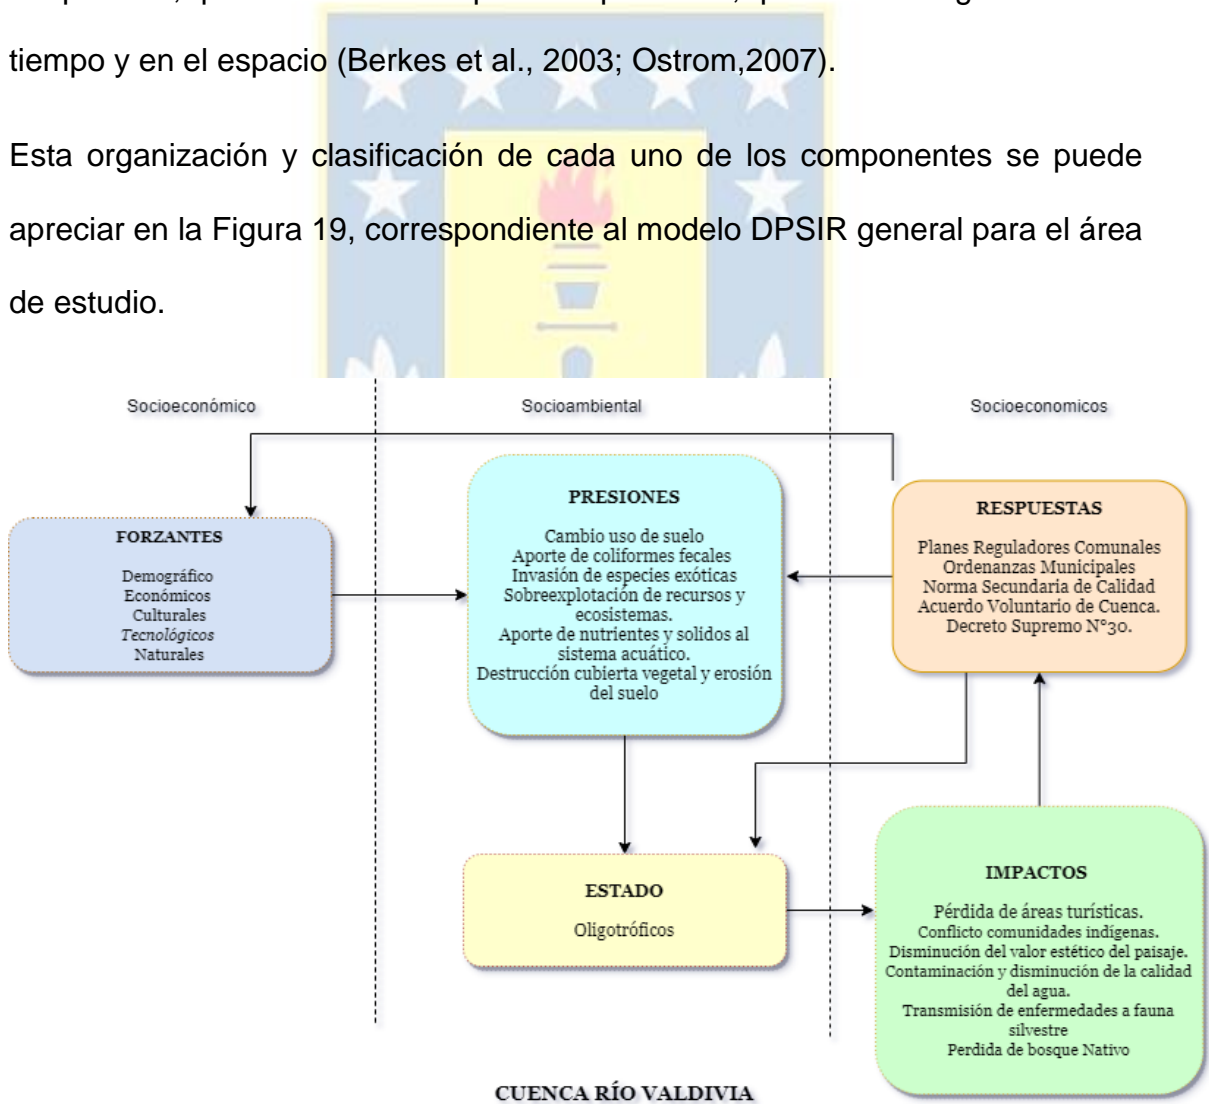 tiempo y en el espacio (Berkes et al., 2003; Ostrom,2007).
Esta organización y clasificación de cada uno de los componentes se puede
apreciar en la Figura 19, correspondiente al modelo DPSIR general para el área
de estudio.
Socioeconómico
Socioambiental
Socioeconomicos
FORZANTES
Demográfico
Económicos
Culturales
Tecnológicos
Naturales
PRESIONES
Cambio uso de suelo
Aporte de coliformes fecales
Invasión de especies exóticas
Sobreexplotación de recursos y
ecosistemas.
Aporte de nutrientes y solidos al
sistema acuático.
Destrucción cubierta vegetal y erosión
del suelo
RESPUESTAS
Planes Reguladores Comunales
Ordenanzas Municipales
Norma Secundaria de Calidad
Acuerdo Voluntario de Cuenca.
Decreto Supremo N°30.
ESTADO
Oligotróficos
IMPACTOS
Pérdida de áreas turísticas.
Conflicto comunidades indígenas.
Disminución del valor estético del paisaje.
Contaminación y disminución de la calidad
del agua.
Transmisión de enfermedades a fauna
silvestre
Perdida de bosque Nativo
CUENCA RÍO VALDIVIA